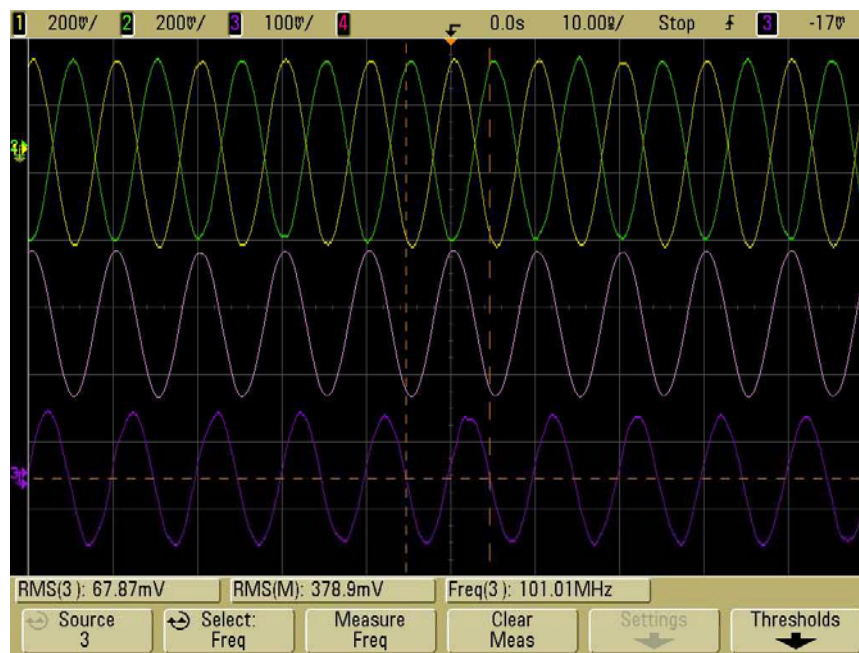 1 200mV/ 2 200mV/ 3 100mV/ 4 0.0s 10.00ns/ Stop 3 -17mV
RMS(3): 67.87mV RMS(M): 378.9mV Freq(3): 101.01MHz
Source Select: Measure Clear Settings Thresholds
3 Freq Freq Meas